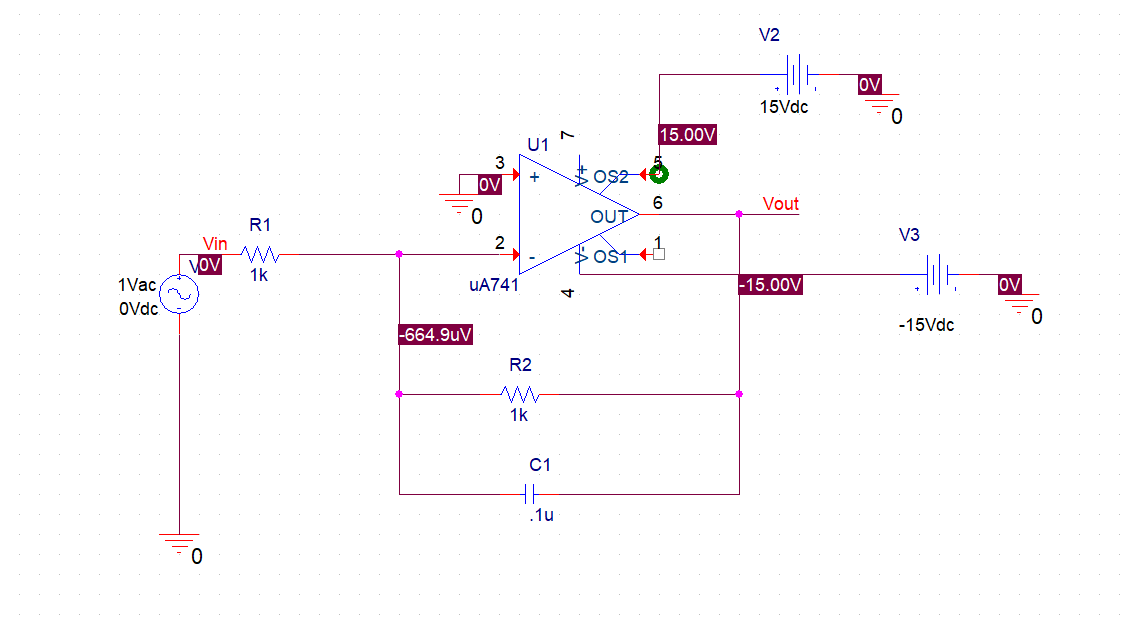 V2
0V
15Vdc
0
15.00V
7
U1
5
3
+
V+
OS2
0V
0
6
Vout
OUT
R1
Vin
0V
1k
2
-
1
V-
OS1
V3
1Vac
0Vdc
uA741
4
-15.00V
0V
0
-15Vdc
-664.9uV
R2
1k
C1
.1u
0